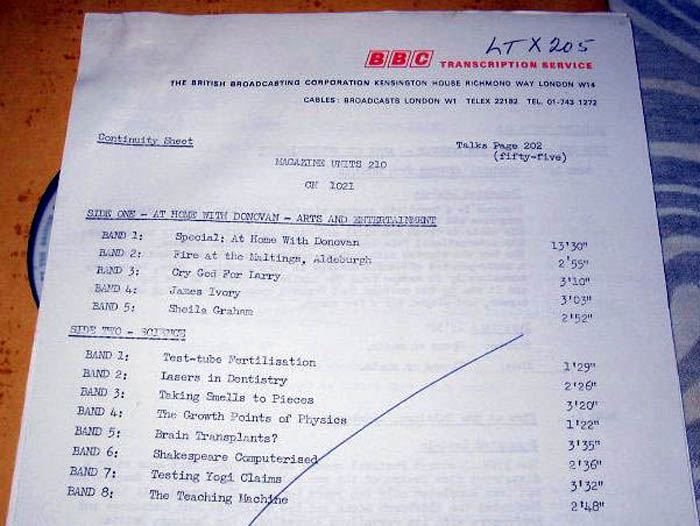 LTX 205
BBC TRANSCRIPTION SERVICE
THE BRITISH BROADCASTING CORPORATION KENSINGTON HOUSE RICHMOND WAY LONDON W14
CABLES: BROADCASTS LONDON W1 TELEX 22182 TEL. 01-743 1272
Continuity Sheet
Talks Page 202
(fifty-five)
MAGAZINE UNITS 210
CN 1021
SIDE ONE - AT HOME WITH DONOVAN - ARTS AND ENTERTAINMENT
BAND 1: Special: At Home With Donovan 13'30"
BAND 2: Fire at the Maltings, Aldeburgh 2'55"
BAND 3: Cry God For Larry 3'10"
BAND 4: James Ivory 3'03"
BAND 5: Sheila Graham 2'52"
SIDE TWO - SCIENCE
BAND 1: Test-tube Fertilisation 1'29"
BAND 2: Lasers in Dentistry 2'26"
BAND 3: Taking Smells to Pieces 3'20"
BAND 4: The Growth Points of Physics 1'22"
BAND 5: Brain Transplants? 3'35"
BAND 6: Shakespeare Computerised 2'36"
BAND 7: Testing Yogi Claims 3'32"
BAND 8: The Teaching Machine 2'48"